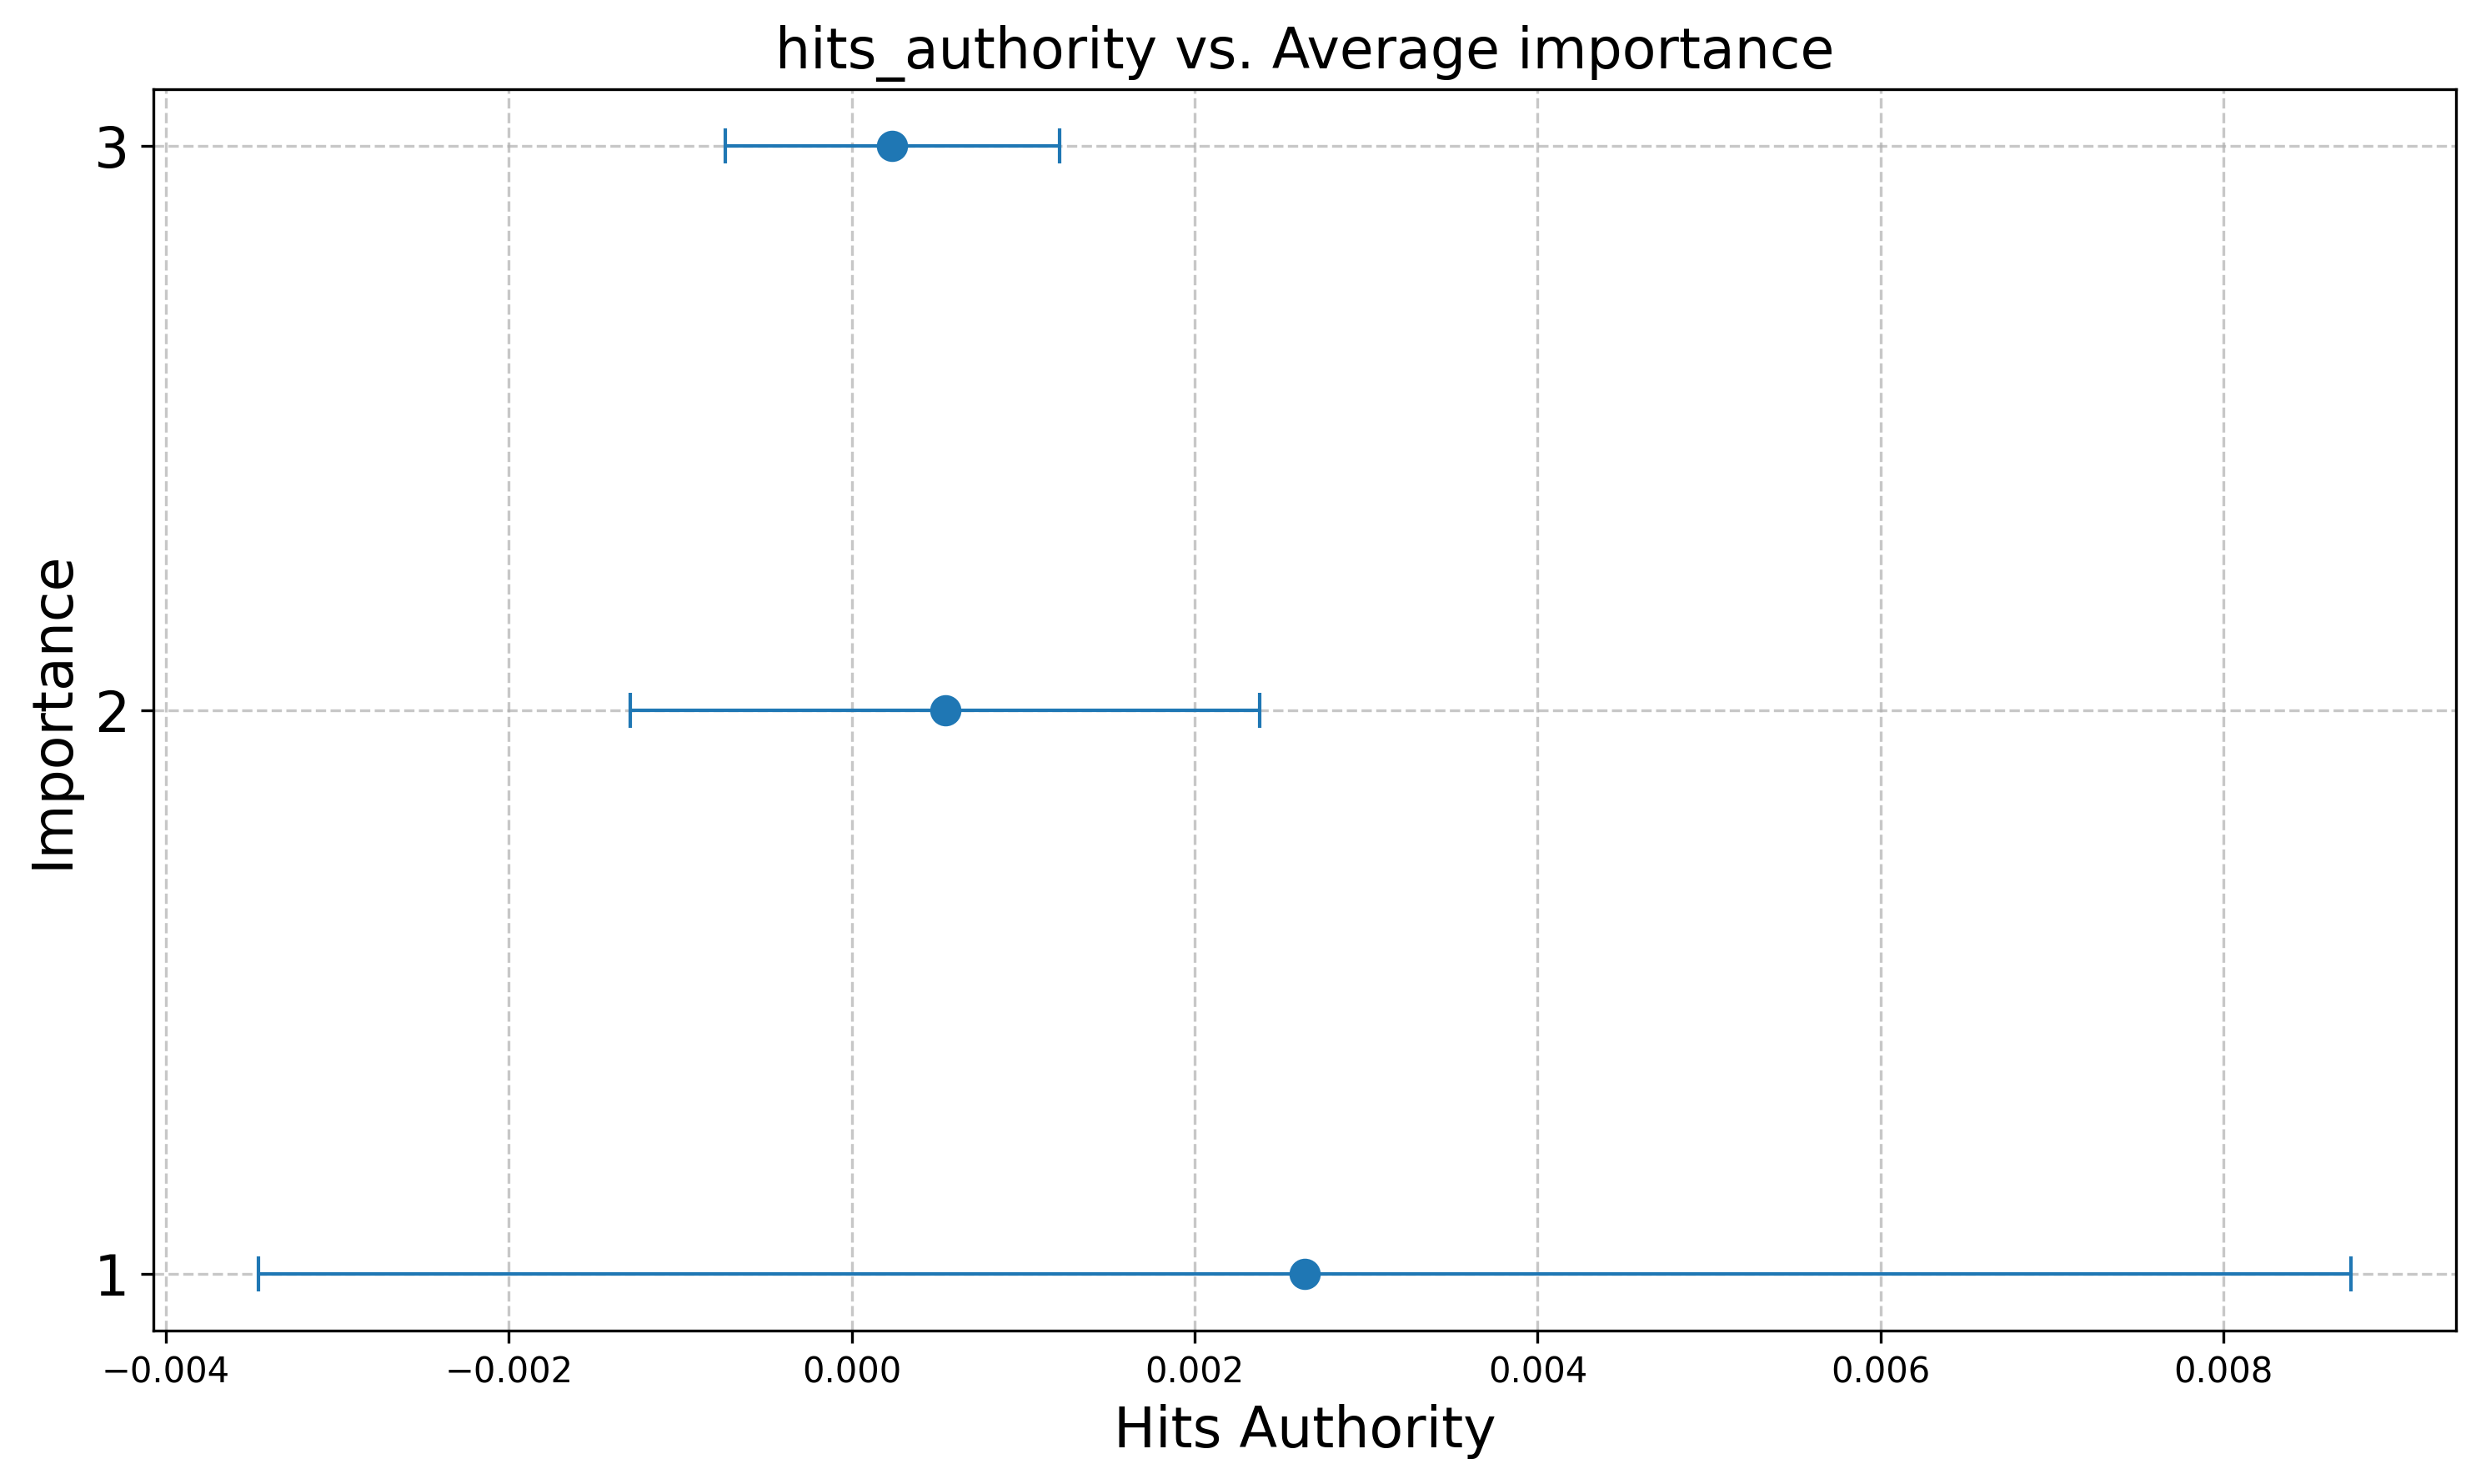 hits_authority vs. Average importance
3
2
1
Importance
−0.004 −0.002 0.000 0.002 0.004 0.006 0.008
Hits Authority